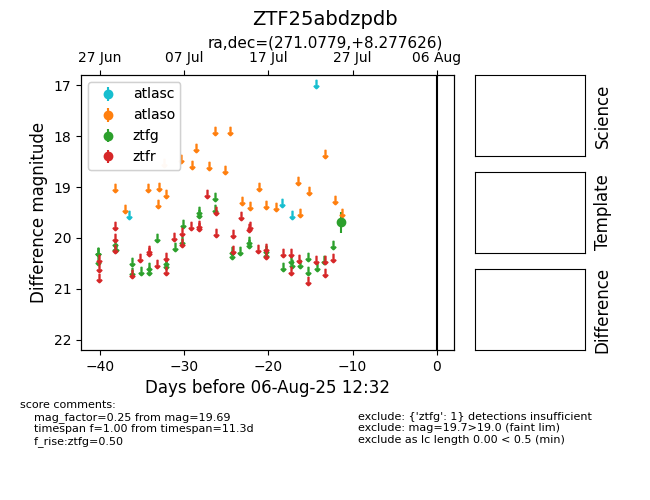 ZTF25abdzpdb
ra,dec=(271.0779,+8.277626)
27 Jun 07 Jul 17 Jul 27 Jul 06 Aug
atlasc
atlaso
ztfg
ztfr
17
18
19
20
21
22
Difference magnitude
−40 −30 −20 −10 0
Days before 06-Aug-25 12:32
Science
Template
Difference
score comments:
mag_factor=0.25 from mag=19.69
timespan f=1.00 from timespan=11.3d
f_rise:ztfg=0.50
exclude: {'ztfg': 1} detections insufficient
exclude: mag=19.7>19.0 (faint lim)
exclude as lc length 0.00 < 0.5 (min)